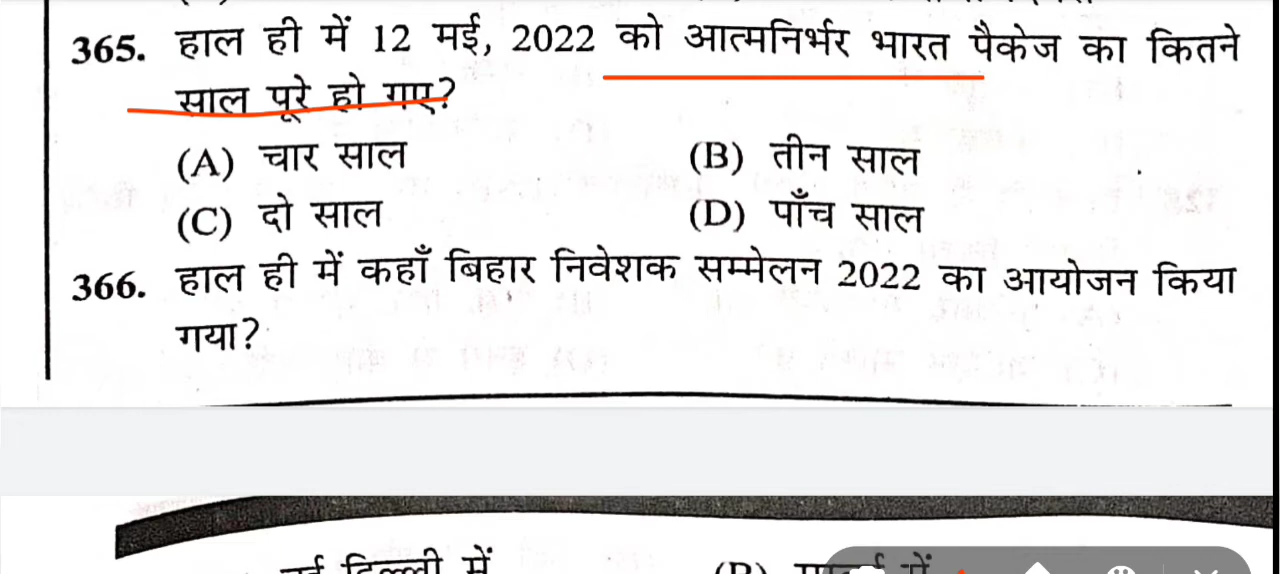 365. हाल ही में 12 मई, 2022 को आत्मनिर्भर भारत पैकेज का कितने
साल पूरे हो गए?
(A) चार साल (B) तीन साल
(C) दो साल (D) पाँच साल
366. हाल ही में कहाँ बिहार निवेशक सम्मेलन 2022 का आयोजन किया
गया?
दिल्ली में (B) में